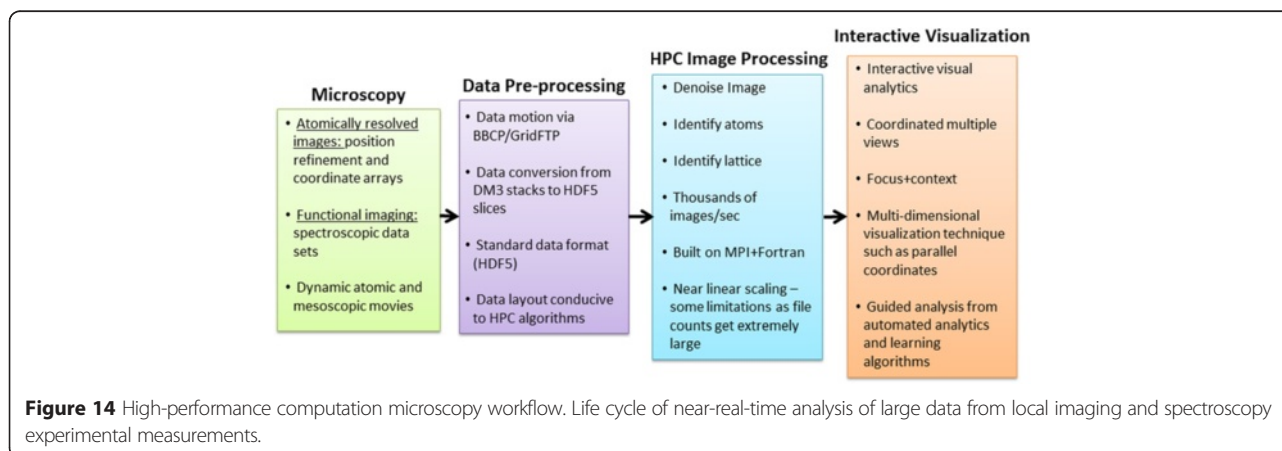 Microscopy
• Atomically resolved
images: position
refinement and
coordinate arrays
• Functional imaging:
spectroscopic data
sets
• Dynamic atomic and
mesoscopic movies
Data Pre-processing
• Data motion via
BBCP/GridFTP
• Data conversion from
DM3 stacks to HDF5
slices
• Standard data format
(HDF5)
• Data layout conducive
to HPC algorithms
HPC Image Processing
• Denoise Image
• Identify atoms
• Identify lattice
• Thousands of
images/sec
• Built on MPI+Fortran
• Near linear scaling –
some limitations as file
counts get extremely
large
Interactive Visualization
• Interactive visual
analytics
• Coordinated multiple
views
• Focus+context
• Multi-dimensional
visualization technique
such as parallel
coordinates
• Guided analysis from
automated analytics
and learning
algorithms
Figure 14 High-performance computation microscopy workflow. Life cycle of near-real-time analysis of large data from local imaging and spectroscopy
experimental measurements.